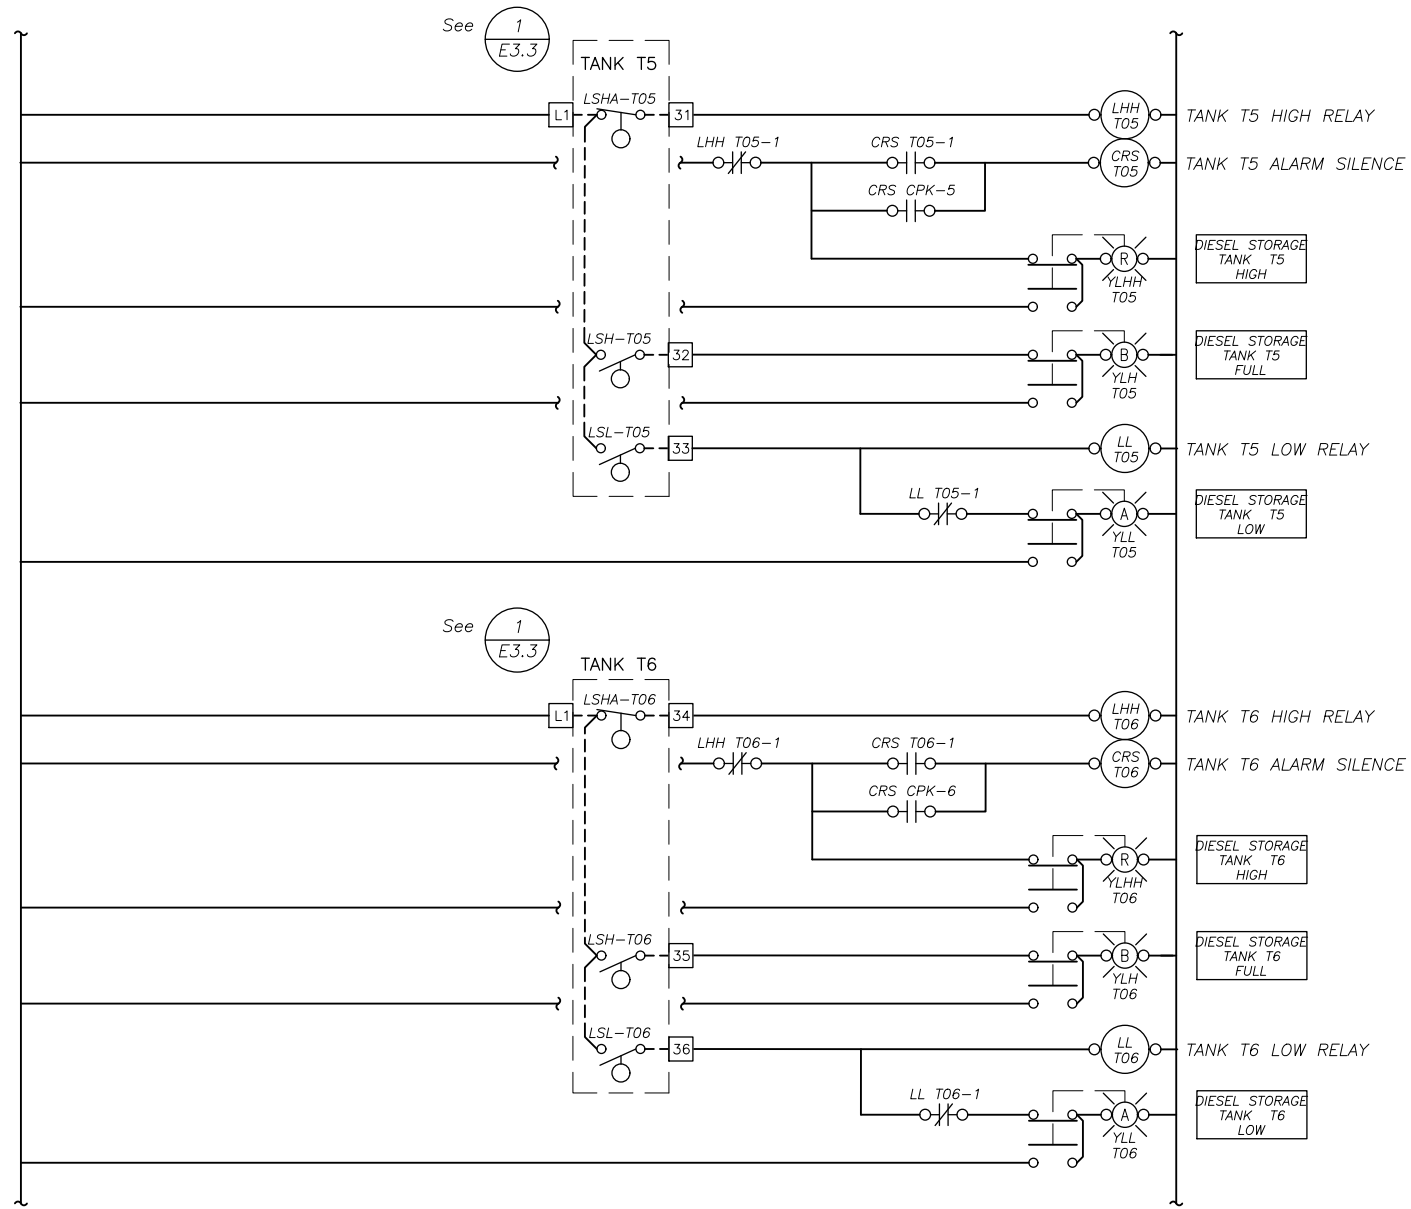 See
1
E3.3
TANK T5
LSHA-T05
L1
31
LHH
T05
TANK T5 HIGH RELAY
LHH T05-1
CRS T05-1
CRS
T05
TANK T5 ALARM SILENCE
CRS CPK-5
R
YLHH
T05
DIESEL STORAGE
TANK T5
HIGH
LSH-T05
32
B
YLH
T05
DIESEL STORAGE
TANK T5
FULL
LSL-T05
33
LL
T05
TANK T5 LOW RELAY
LL T05-1
A
YLL
T05
DIESEL STORAGE
TANK T5
LOW
See
1
E3.3
TANK T6
LSHA-T06
L1
34
LHH
T06
TANK T6 HIGH RELAY
LHH T06-1
CRS T06-1
CRS
T06
TANK T6 ALARM SILENCE
CRS CPK-6
R
YLHH
T06
DIESEL STORAGE
TANK T6
HIGH
LSH-T06
35
B
YLH
T06
DIESEL STORAGE
TANK T6
FULL
LSL-T06
36
LL
T06
TANK T6 LOW RELAY
LL T06-1
A
YLL
T06
DIESEL STORAGE
TANK T6
LOW